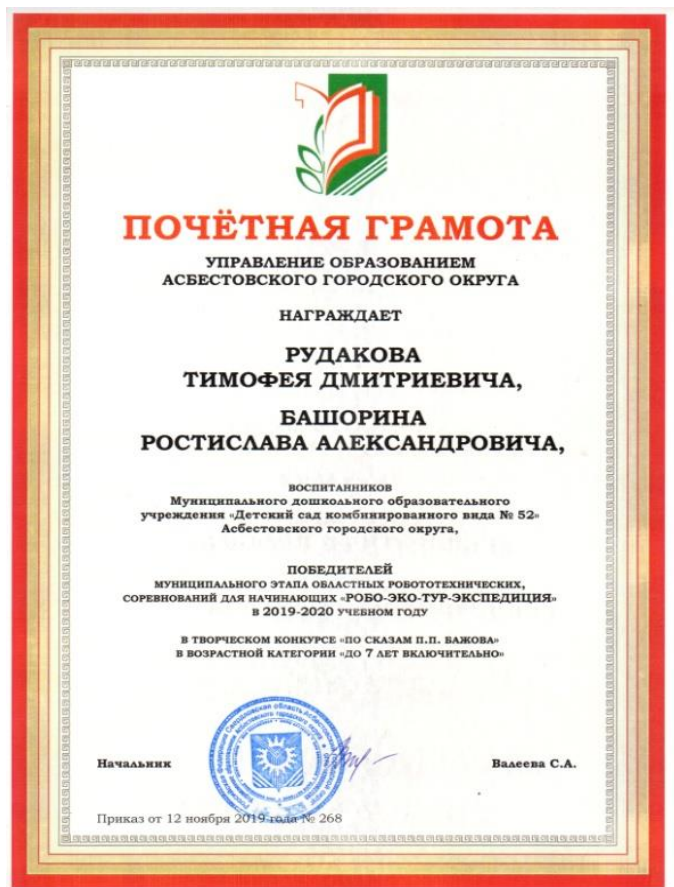 ПОЧЁТНАЯ ГРАМОТА
УПРАВЛЕНИЕ ОБРАЗОВАНИЕМ
АСБЕСТОВСКОГО ГОРОДСКОГО ОКРУГА
НАГРАЖДАЕТ
РУДАКОВА
ТИМОФЕЯ ДМИТРИЕВИЧА,
БАШОРИНА
РОСТИСЛАВА АЛЕКСАНДРОВИЧА,
ВОСПИТАННИКОВ
Муниципального дошкольного образовательного
учреждения «Детский сад комбинированного вида № 52»
Асбестовского городского округа,
ПОБЕДИТЕЛЕЙ
МУНИЦИПАЛЬНОГО ЭТАПА ОБЛАСТНЫХ РОБОТОТЕХНИЧЕСКИХ,
СОРЕВНОВАНИЙ ДЛЯ НАЧИНАЮЩИХ «РОБО-ЭКО-ТУР-ЭКСПЕДИЦИЯ»
В 2019-2020 УЧЕБНОМ ГОДУ
В ТВОРЧЕСКОМ КОНКУРСЕ «ПО СКАЗАМ П.П. БАЖОВА»
В ВОЗРАСТНОЙ КАТЕГОРИИ «ДО 7 ЛЕТ ВКЛЮЧИТЕЛЬНО»
Начальник
Валеева С.А.
Приказ от 12 ноября 2019 года № 268